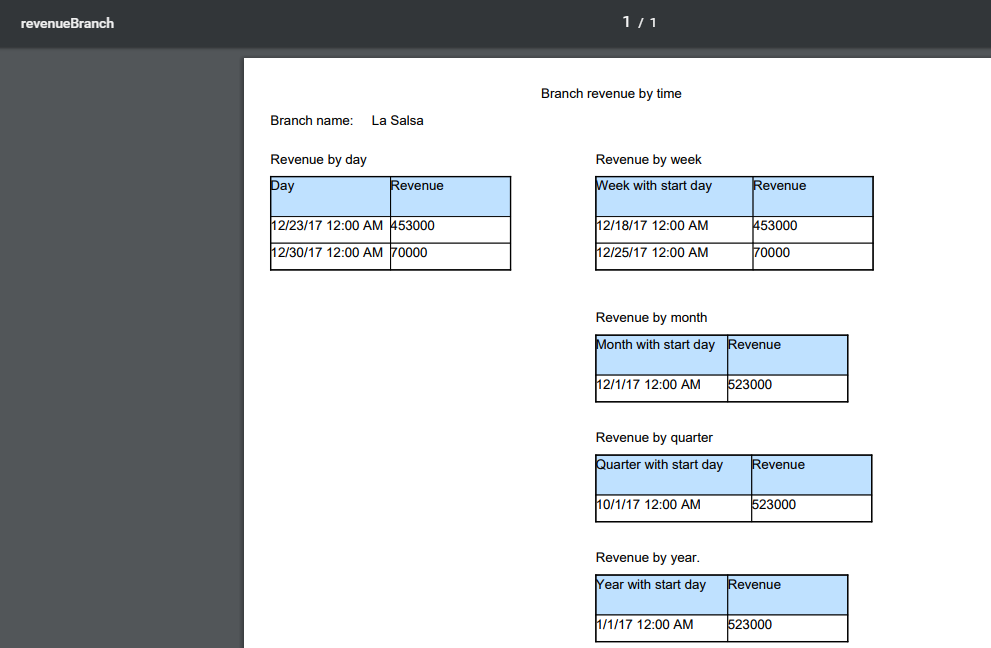 revenueBranch
1 / 1
Branch revenue by time
Branch name: La Salsa
Revenue by day
Day Revenue
12/23/17 12:00 AM 453000
12/30/17 12:00 AM 70000
Revenue by week
Week with start day Revenue
12/18/17 12:00 AM 453000
12/25/17 12:00 AM 70000
Revenue by month
Month with start day Revenue
12/1/17 12:00 AM 523000
Revenue by quarter
Quarter with start day Revenue
10/1/17 12:00 AM 523000
Revenue by year.
Year with start day Revenue
1/1/17 12:00 AM 523000